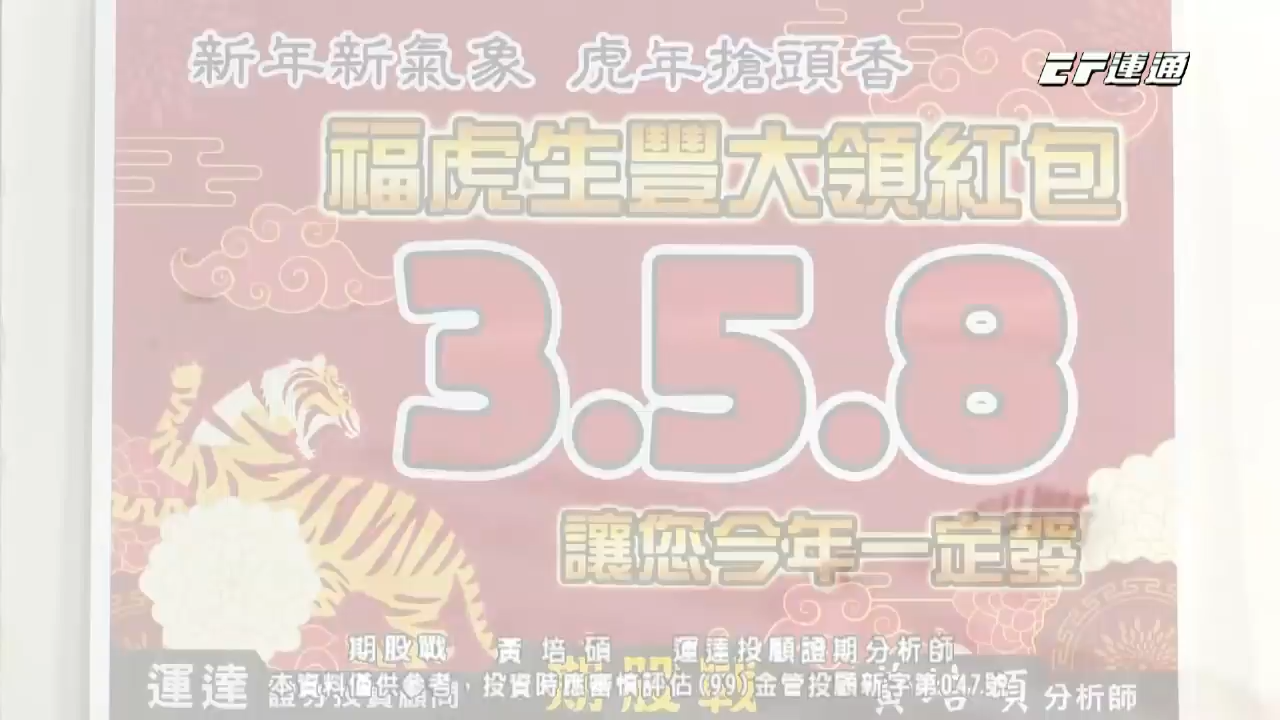 新年新氣象 虎年搶頭香
EF運通
福虎生豐大領紅包
3.5.8
讓您今年一定發
期股戰 黃培碩 運達投顧證期分析師
本資料僅供參考，投資時應審慎評估(99)金管投顧新字第047號
運達 證券投資顧問 期股戰 黃培碩 分析師